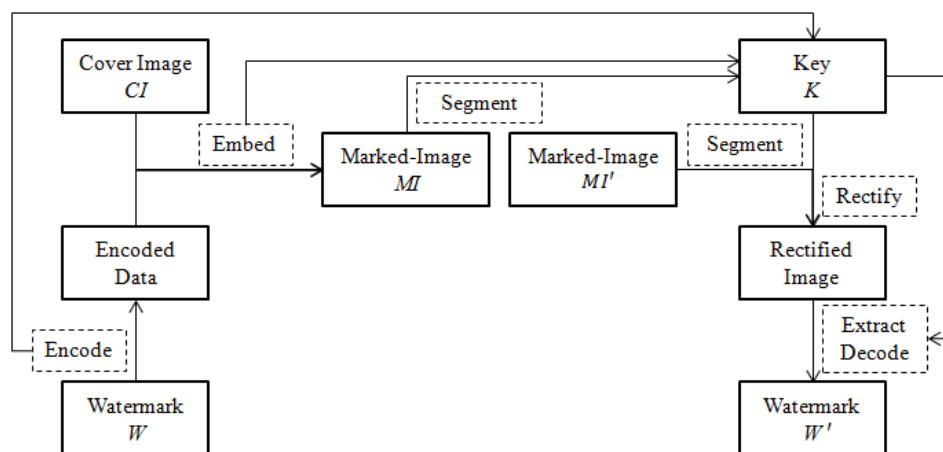 Cover Image
CI
Key
K
Segment
Embed
Segment
Marked-Image
MI
Marked-Image
MI'
Rectify
Encoded
Data
Rectified
Image
Encode
Extract
Decode
Watermark
W
Watermark
W'